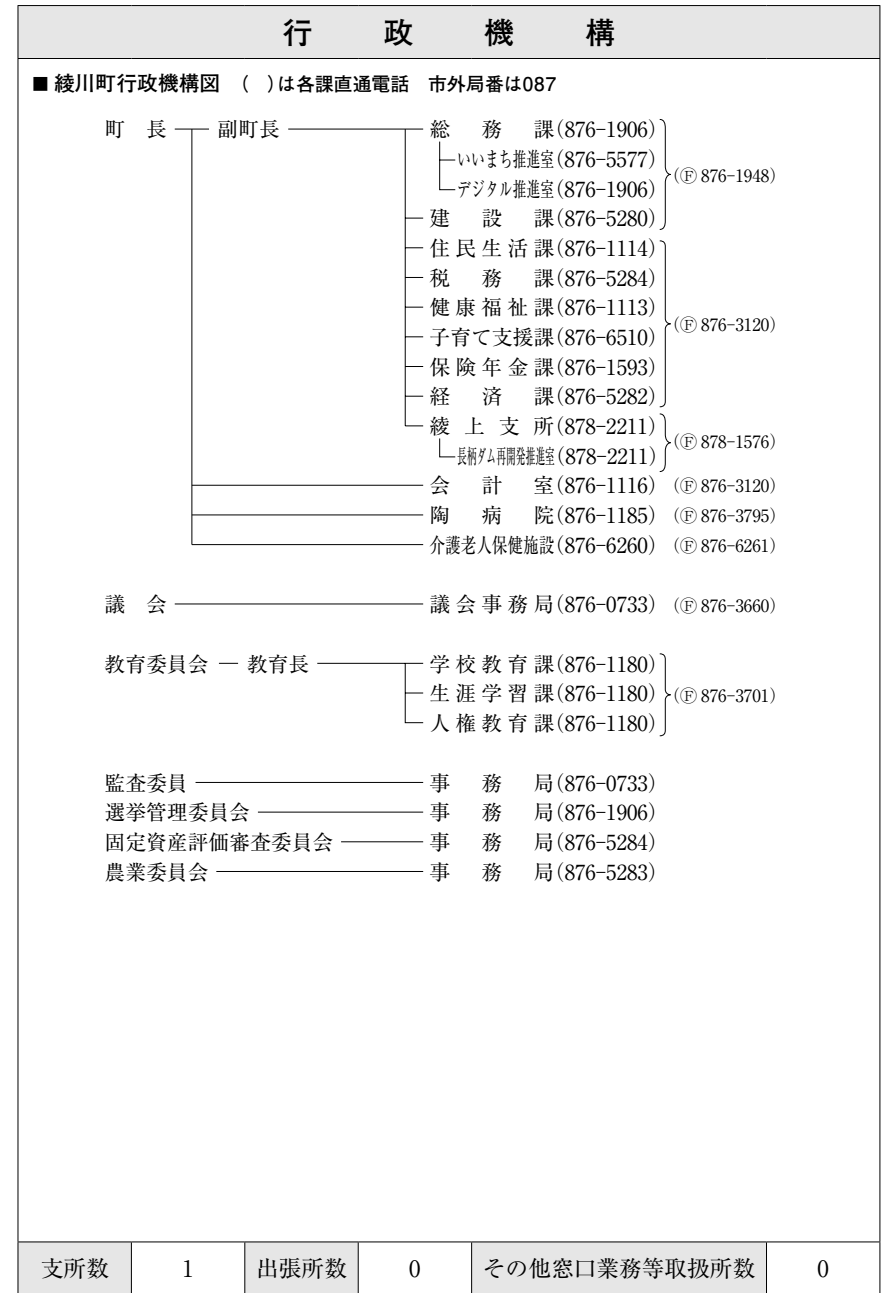 行政機構
■ 綾川町行政機構図 ( )は各課直通電話 市外局番は087
町長 副町長 総務課(876-1906)
いいまち推進室(876-5577)
(Ⓕ 876-1948)
デジタル推進室(876-1906)
建設課(876-5280)
住民生活課(876-1114)
税務課(876-5284)
健康福祉課(876-1113)
(Ⓕ 876-3120)
子育て支援課(876-6510)
保険年金課(876-1593)
経済課(876-5282)
綾上支所(878-2211)
(Ⓕ 878-1576)
長柄ダム再開発推進室(878-2211)
会計室(876-1116) (Ⓕ 876-3120)
陶病院(876-1185) (Ⓕ 876-3795)
介護老人保健施設(876-6260) (Ⓕ 876-6261)
議会 議会事務局(876-0733) (Ⓕ 876-3660)
教育委員会 教育長 学校教育課(876-1180)
生涯学習課(876-1180) (Ⓕ 876-3701)
人権教育課(876-1180)
監査委員 事務局(876-0733)
選挙管理委員会 事務局(876-1906)
固定資産評価審査委員会 事務局(876-5284)
農業委員会 事務局(876-5283)
支所数 1 出張所数 0 その他窓口業務等取扱所数 0